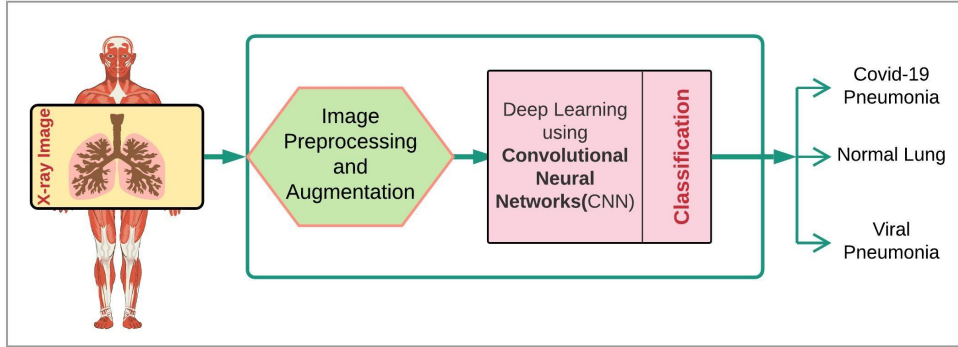 X-ray Image
Image
Preprocessing
and
Augmentation
Deep Learning
using
Convolutional
Neural
Networks(CNN)
Classification
Covid-19
Pneumonia
Normal Lung
Viral
Pneumonia